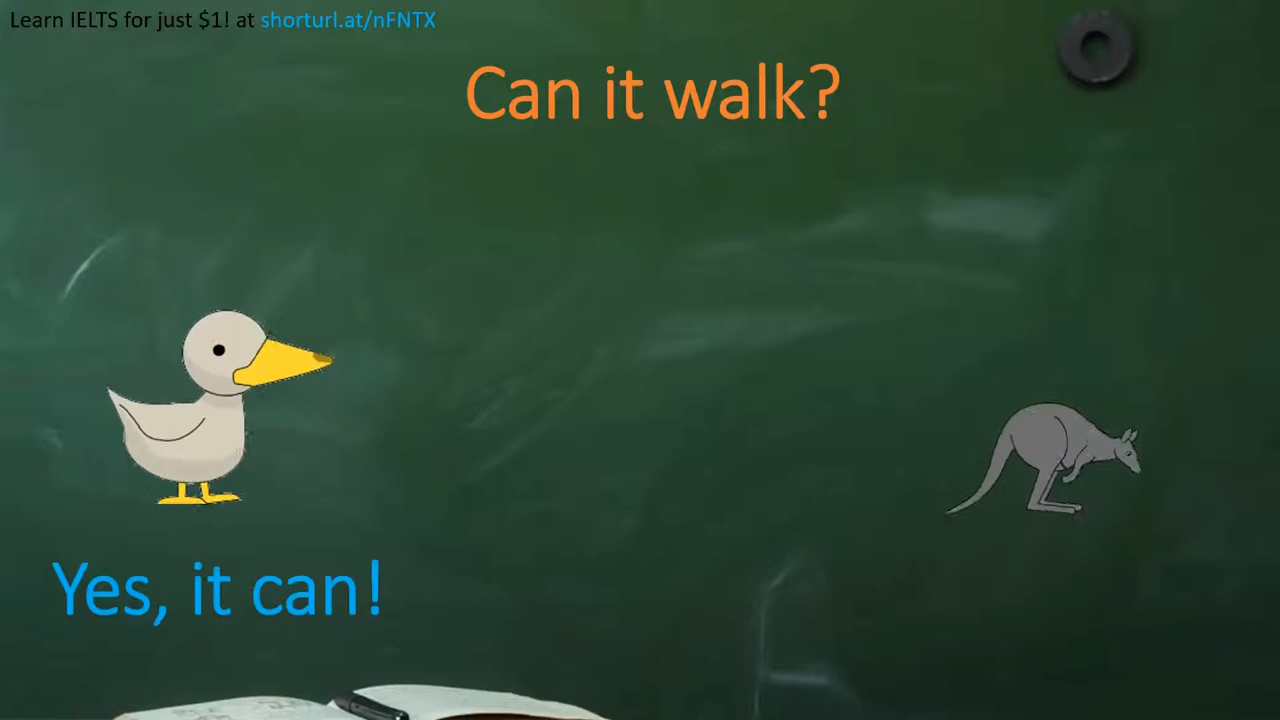 Learn IELTS for just $1! at shorturl.at/nFNTX
Can it walk?
Yes, it can!